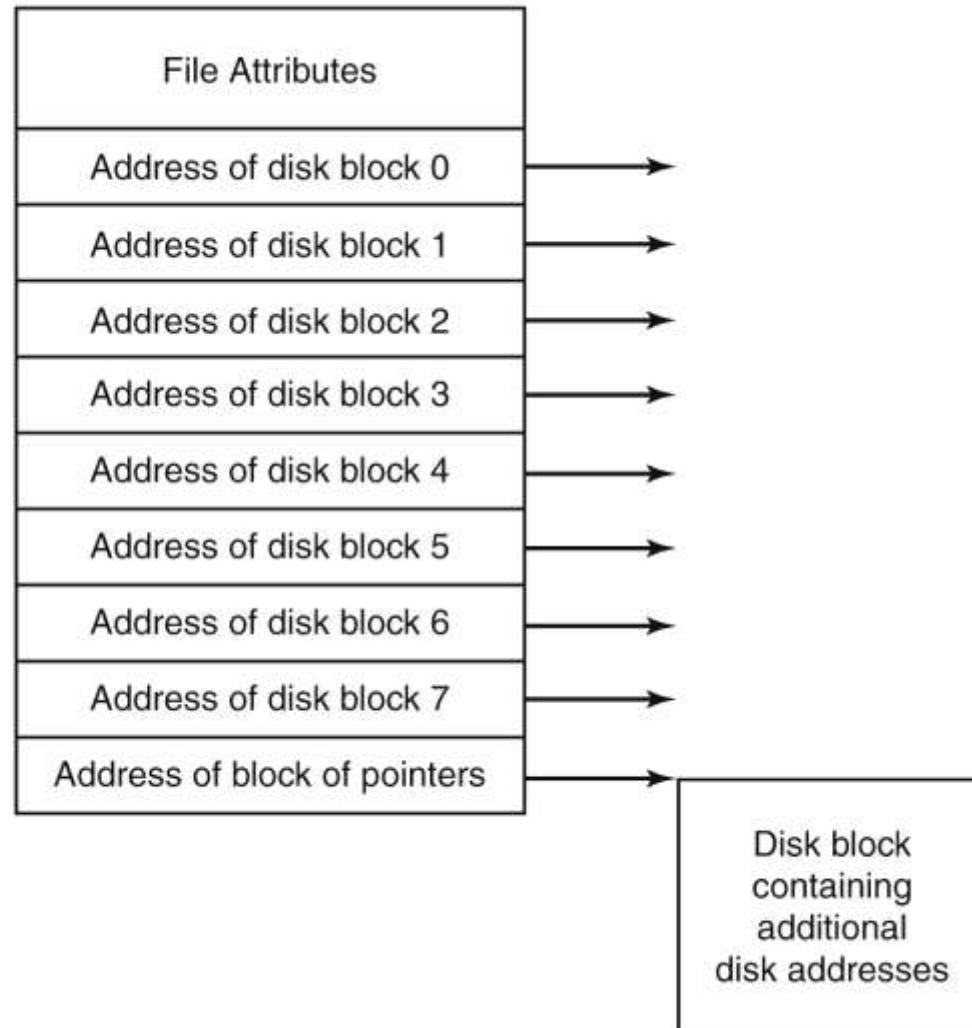 File Attributes
Address of disk block 0
Address of disk block 1
Address of disk block 2
Address of disk block 3
Address of disk block 4
Address of disk block 5
Address of disk block 6
Address of disk block 7
Address of block of pointers
Disk block
containing
additional
disk addresses